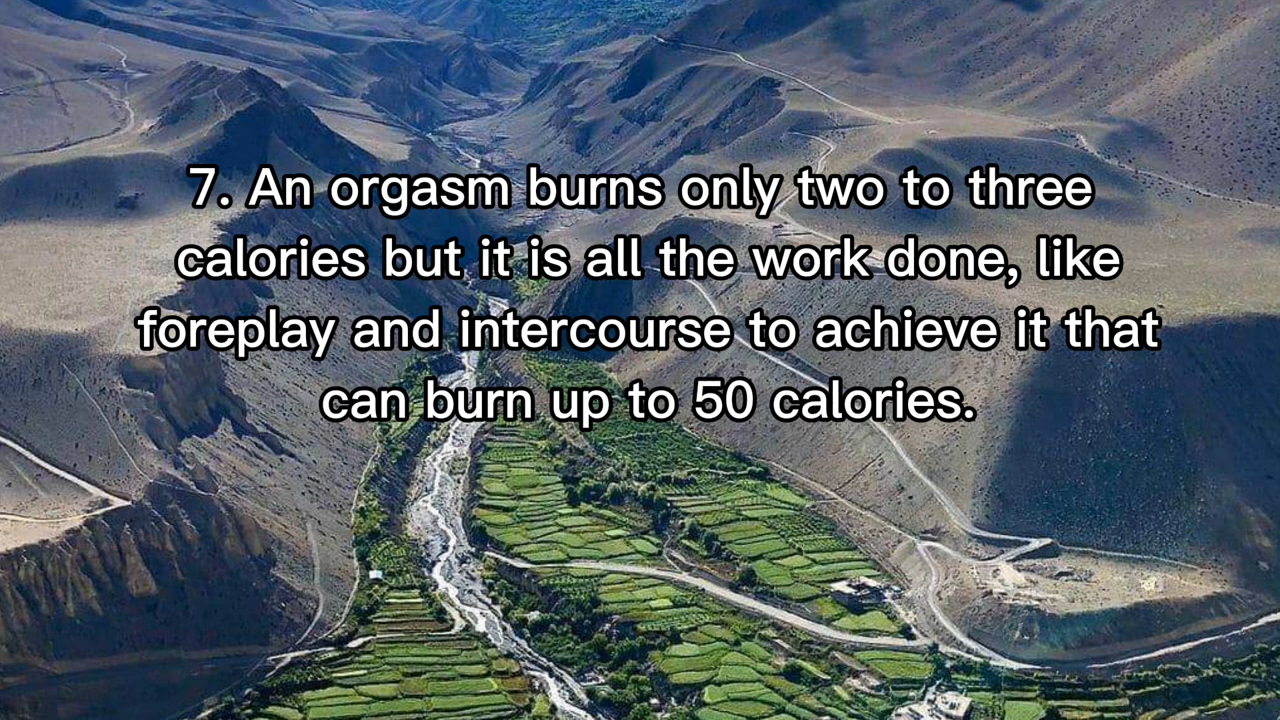 7. An orgasm burns only two to three
calories but it is all the work done, like
foreplay and intercourse to achieve it that
can burn up to 50 calories.